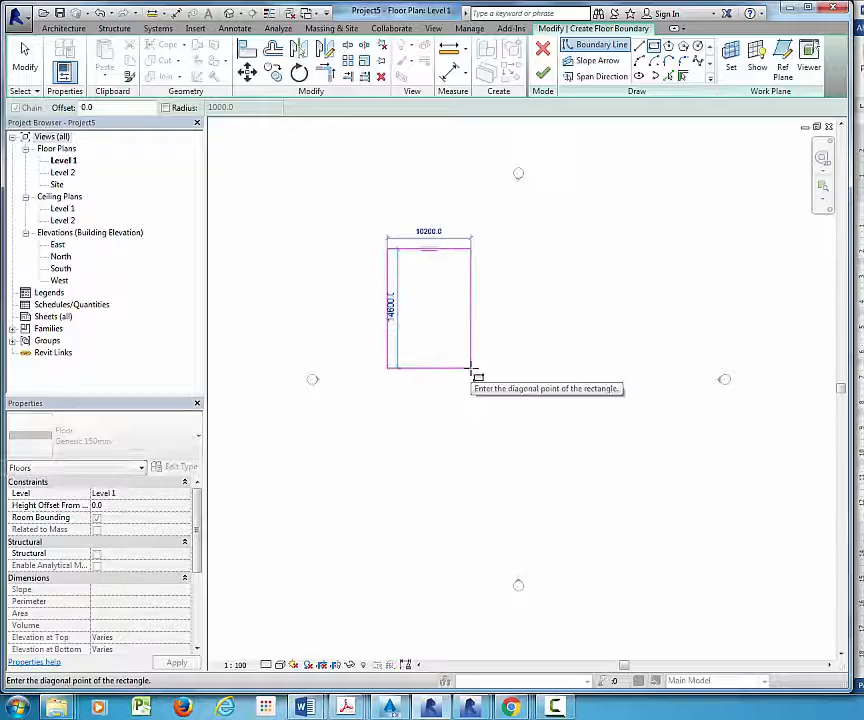 Project5 - Floor Plan: Level 1
Type a keyword or phrase
Sign In
Architecture Structure Systems Insert Annotate Analyze Massing & Site Collaborate View Manage Add-Ins Modify | Create Floor Boundary
Modify
Properties
Paste
Cope
Cut
Join
Boundary Line
Slope Arrow
Span Direction
Set
Show
Ref Plane
Viewer
Select
Properties
Clipboard
Geometry
Modify
View
Measure
Create
Mode
Draw
Work Plane
Chain Offset: 0.0 Radius: 1000.0
Project Browser - Project5
Views (all)
Floor Plans
Level 1
Level 2
Site
Ceiling Plans
Level 1
Level 2
Elevations (Building Elevation)
East
North
South
West
Legends
Schedules/Quantities
Sheets (all)
Families
Groups
Revit Links
10200.0
14600.0
Enter the diagonal point of the rectangle.
Properties
Floor
Generic 150mm
Floors
Edit Type
Constraints
Level Level 1
Height Offset From ... 0.0
Room Bounding
Related to Mass
Structural
Structural
Enable Analytical M...
Dimensions
Slope
Perimeter
Area
Volume
Elevation at Top Varies
Elevation at Bottom Varies
Properties help
Apply
1 : 100
Enter the diagonal point of the rectangle.
:0
Main Model